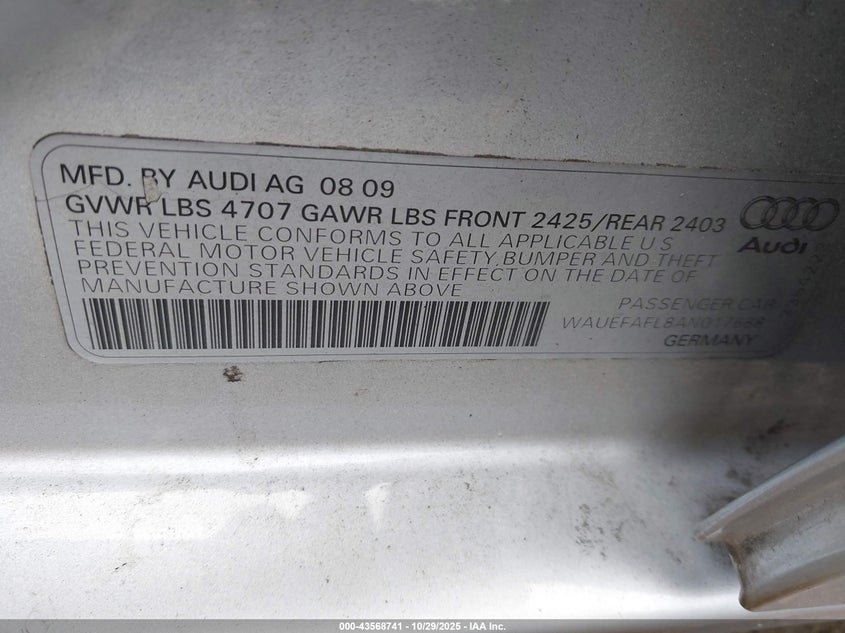 MFD. BY AUDI AG 08 09
GVWR LBS 4707 GAWR LBS FRONT 2425/REAR 2403
THIS VEHICLE CONFORMS TO ALL APPLICABLE U S
FEDERAL MOTOR VEHICLE SAFETY, BUMPER AND THEFT
PREVENTION STANDARDS IN EFFECT ON THE DATE OF
MANUFACTURE SHOWN ABOVE
Audi
PASSENGER CAR
GERMANY
000-43568741 - 10/29/2025 - IAA Inc.